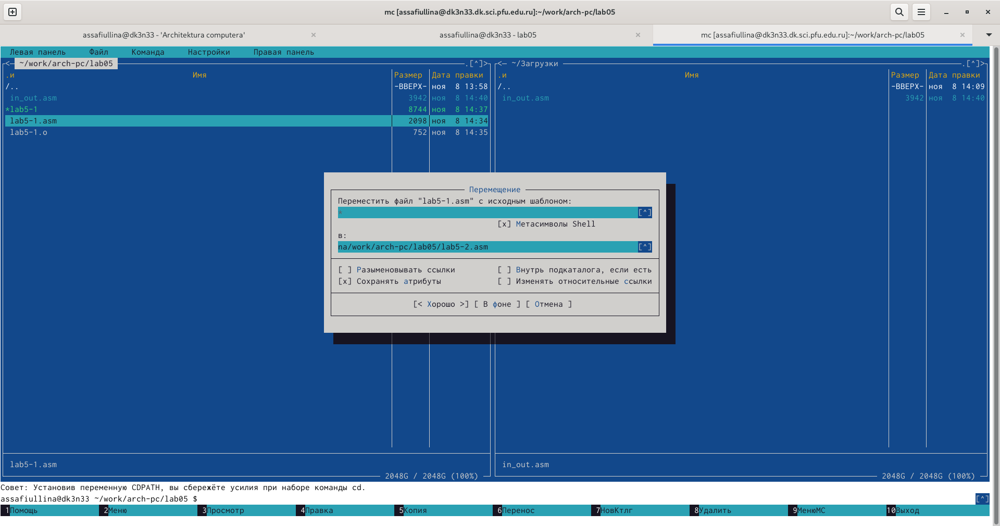 mc [assafiullina@dk3n33.dk.sci.pfu.edu.ru]:~/work/arch-pc/lab05
assafiullina@dk3n33 - 'Architektura computera'
assafiullina@dk3n33 - lab05
mc [assafiullina@dk3n33.dk.sci.pfu.edu.ru]:~/work/arch-pc/lab05
Левая панель Файл Команда Настройки Правая панель
<─ ~/work/arch-pc/lab05 .[^]> <─ ~/Загрузки .[^]>
.и Имя Размер Дата правки .и Имя Размер Дата правки
/.. -ВВЕРХ- ноя 8 13:58 /.. -ВВЕРХ- ноя 8 14:09
in_out.asm 3942 ноя 8 14:40 in_out.asm 3942 ноя 8 14:40
*lab5-1 8744 ноя 8 14:37
lab5-1.asm 2098 ноя 8 14:34
lab5-1.o 752 ноя 8 14:35
Перемещение
Переместить файл "lab5-1.asm" с исходным шаблоном:
* [^]
[x] Метасимволы Shell
в:
na/work/arch-pc/lab05/lab5-2.asm [^]
[ ] Разыменовывать ссылки [ ] Внутрь подкаталога, если есть
[x] Сохранять атрибуты [ ] Изменять относительные ссылки
[< Хорошо >] [ В фоне ] [ Отмена ]
lab5-1.asm in_out.asm
2048G / 2048G (100%) 2048G / 2048G (100%)
Совет: Установив переменную CDPATH, вы сбережёте усилия при наборе команды cd.
assafiullina@dk3n33 ~/work/arch-pc/lab05 $ [^]
1Помощь 2Меню 3Просмотр 4Правка 5Копия 6Перенос 7НовКтлг 8Удалить 9МенюMC 10Выход